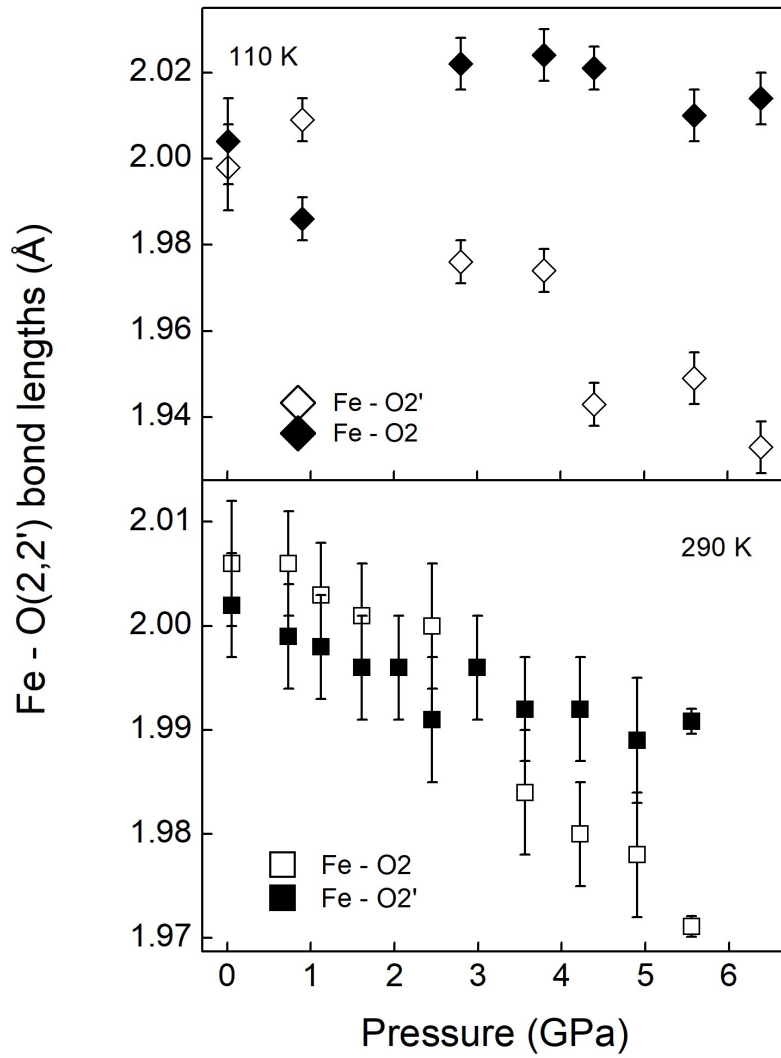 Fe - O(2,2') bond lengths (Å)
110 K
2.02
2.00
1.98
1.96
1.94
Fe - O2'
Fe - O2
290 K
2.01
2.00
1.99
1.98
1.97
Fe - O2
Fe - O2'
0 1 2 3 4 5 6
Pressure (GPa)